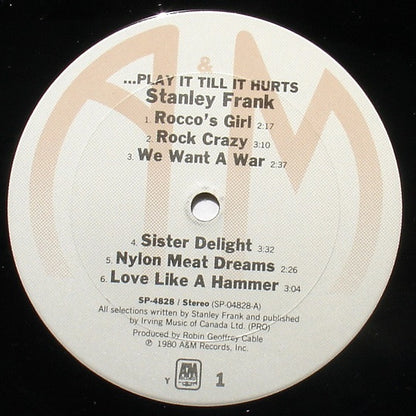 A&M
...PLAY IT TILL IT HURTS
Stanley Frank
1. Rocco's Girl 2:17
2. Rock Crazy 3:10
3. We Want A War 2:37
4. Sister Delight 3:32
5. Nylon Meat Dreams 2:26
6. Love Like A Hammer 3:04
SP-4828 / Stereo (SP-04828-A)
All selections written by Stanley Frank and published
by Irving Music of Canada Ltd. (PRO)
Produced by Robin Geoffrey Cable
℗ 1980 A&M Records, Inc.
Y A&M 1